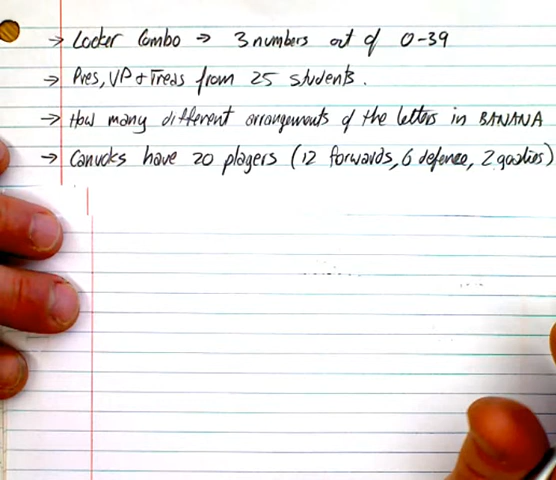 → Locker Combo → 3 numbers out of 0-39
→ Pres, VP + Treas from 25 students.
→ How many different arrangements of the letters in BANANA
→ Canucks have 20 players (12 forwards, 6 defence, 2 goalies)